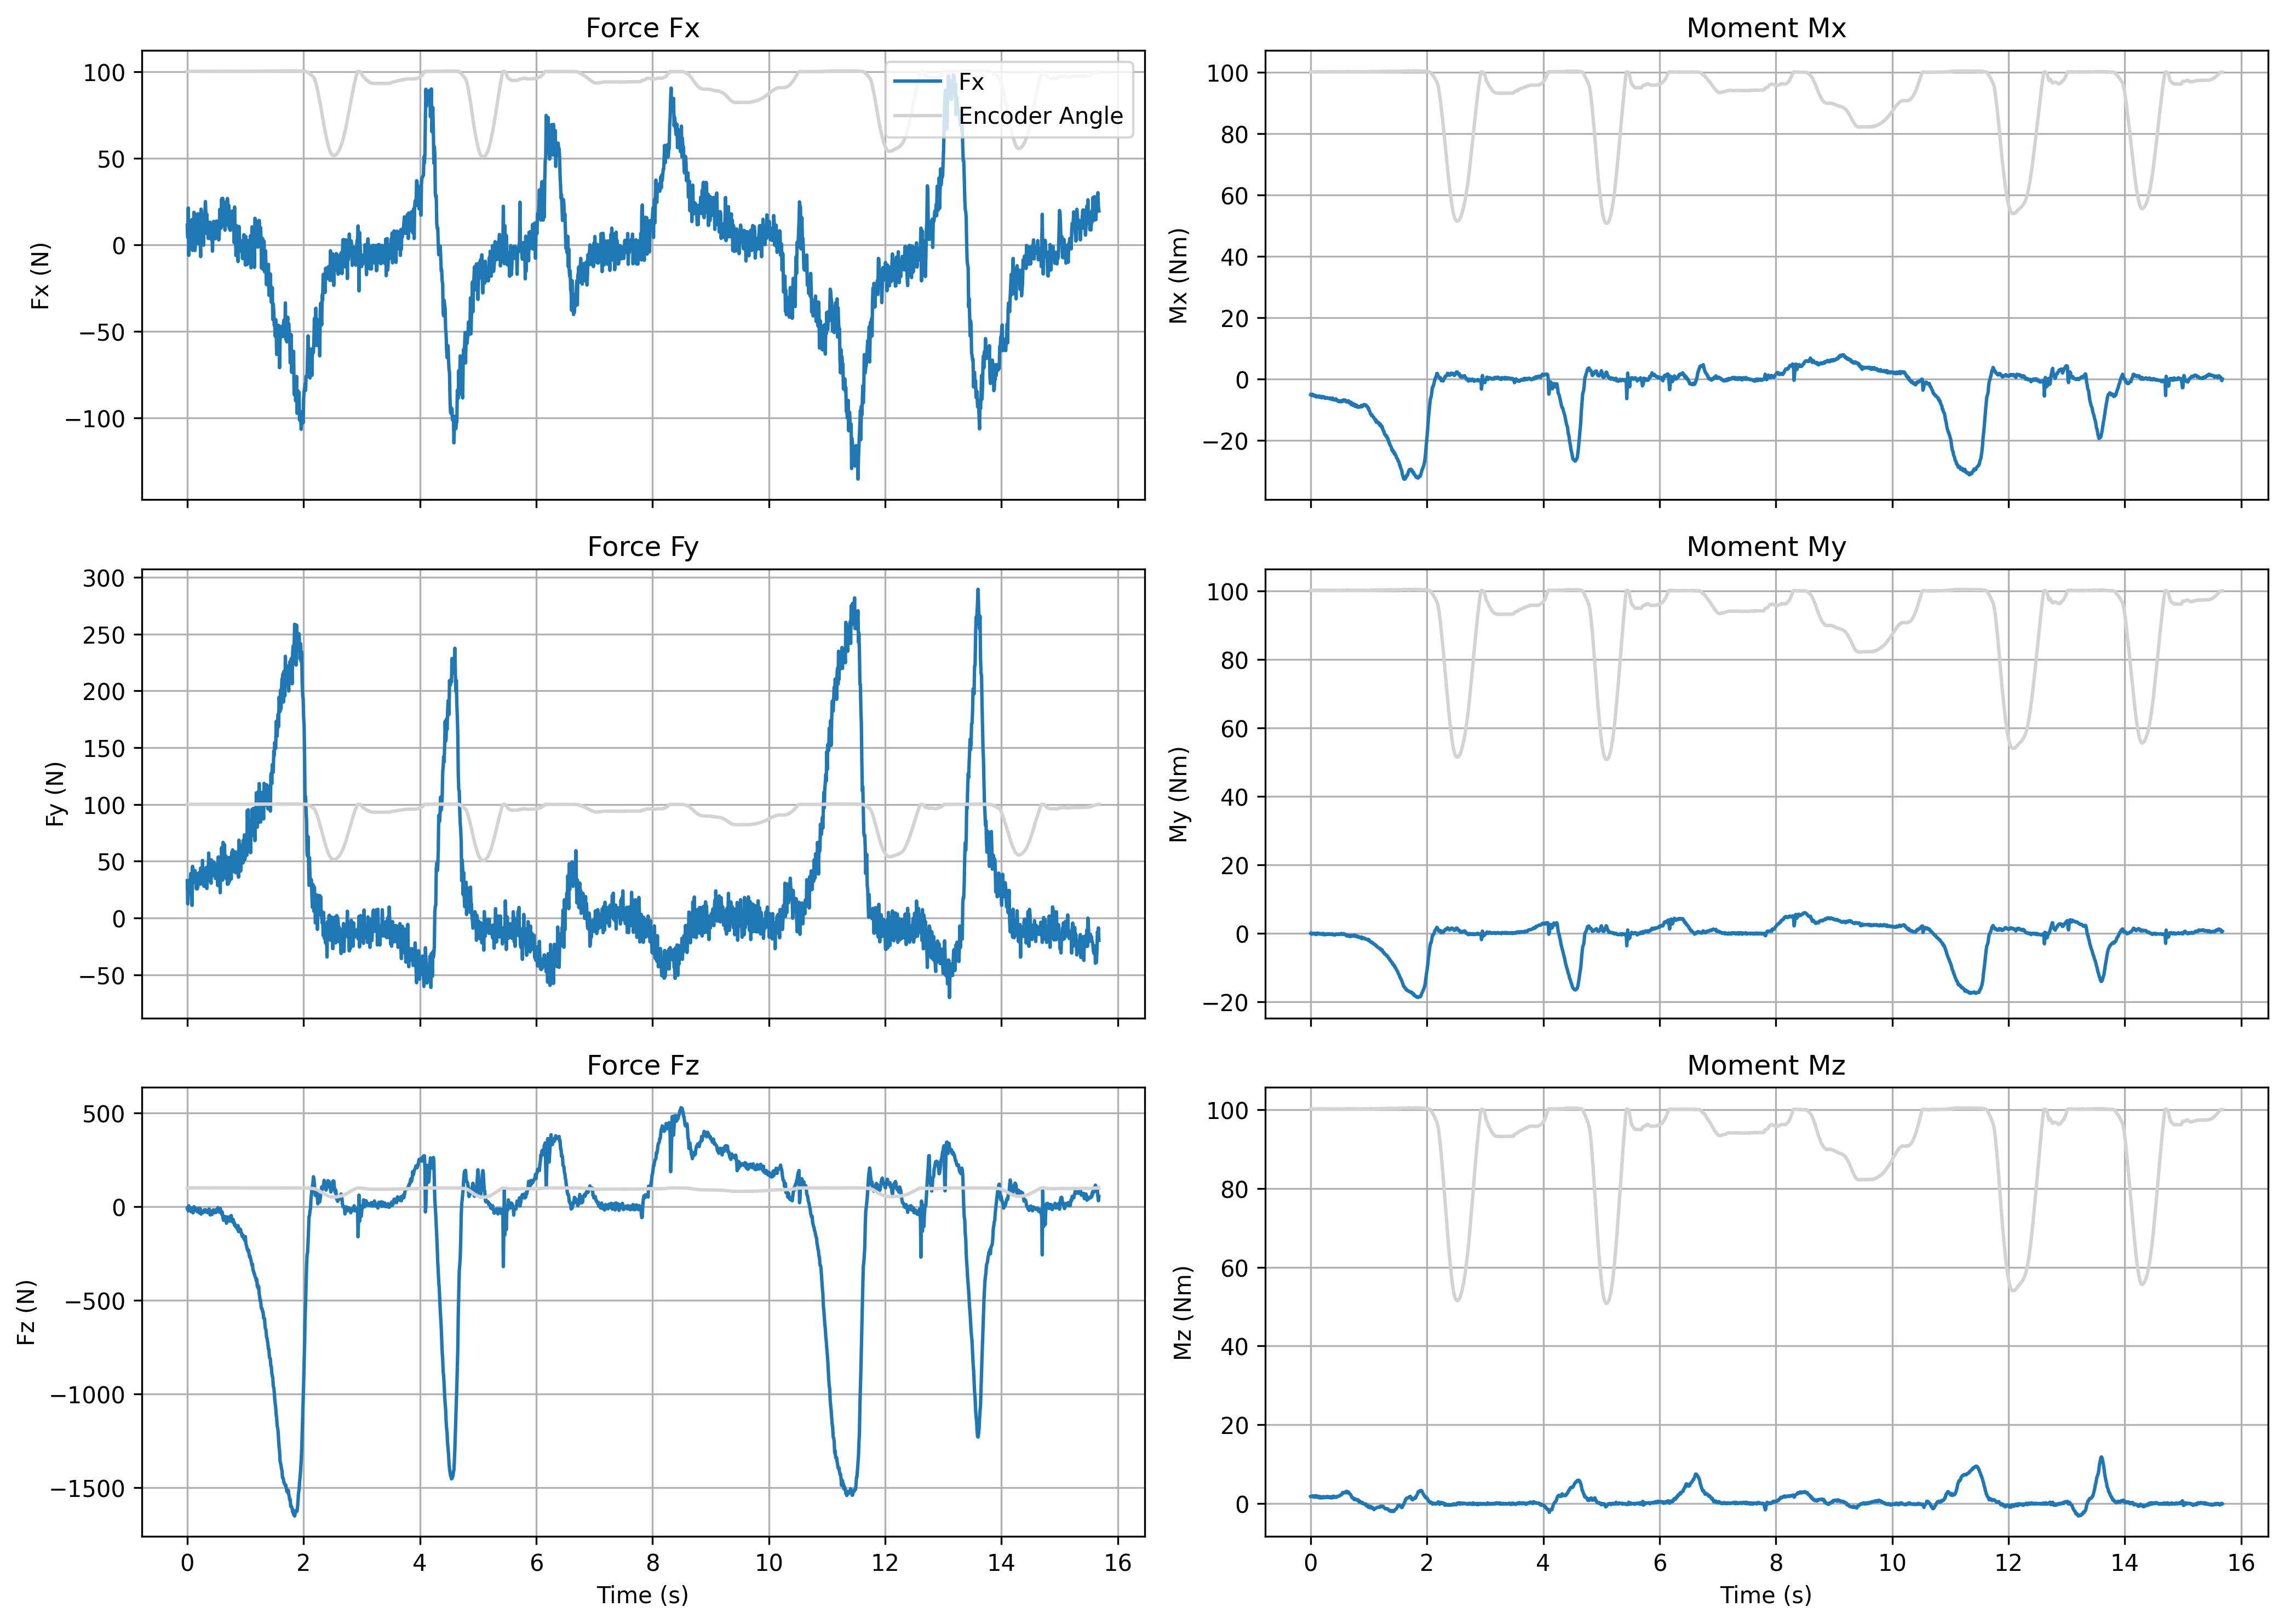 Force Fx
Moment Mx
100
50
0
−50
−100
Fx (N)
Fx
Encoder Angle
100
80
60
40
20
0
−20
Mx (Nm)
Force Fy
Moment My
300
250
200
150
100
50
0
−50
Fy (N)
100
80
60
40
20
0
−20
My (Nm)
Force Fz
Moment Mz
500
0
−500
−1000
−1500
Fz (N)
0 2 4 6 8 10 12 14 16
Time (s)
100
80
60
40
20
0
Mz (Nm)
0 2 4 6 8 10 12 14 16
Time (s)